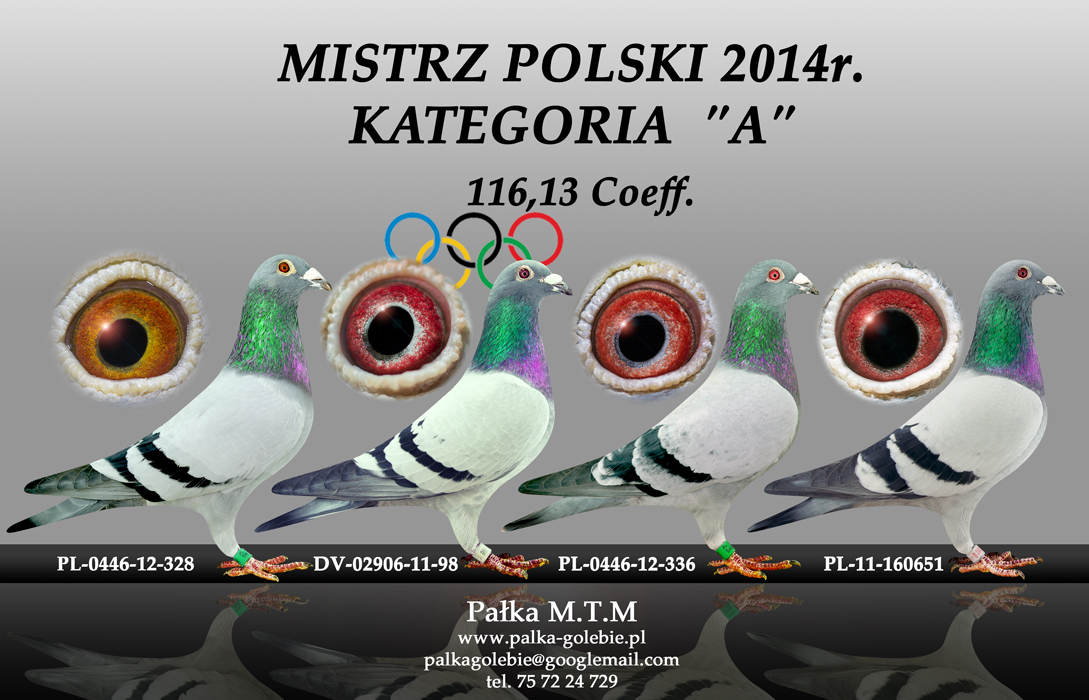 MISTRZ POLSKI 2014r.
KATEGORIA "A"
116,13 Coeff.
PL-0446-12-328
DV-02906-11-98
PL-0446-12-336
PL-11-160651
Pałka M.T.M
www.palka-golebie.pl
palkagolebie@googlemail.com
tel. 75 72 24 729